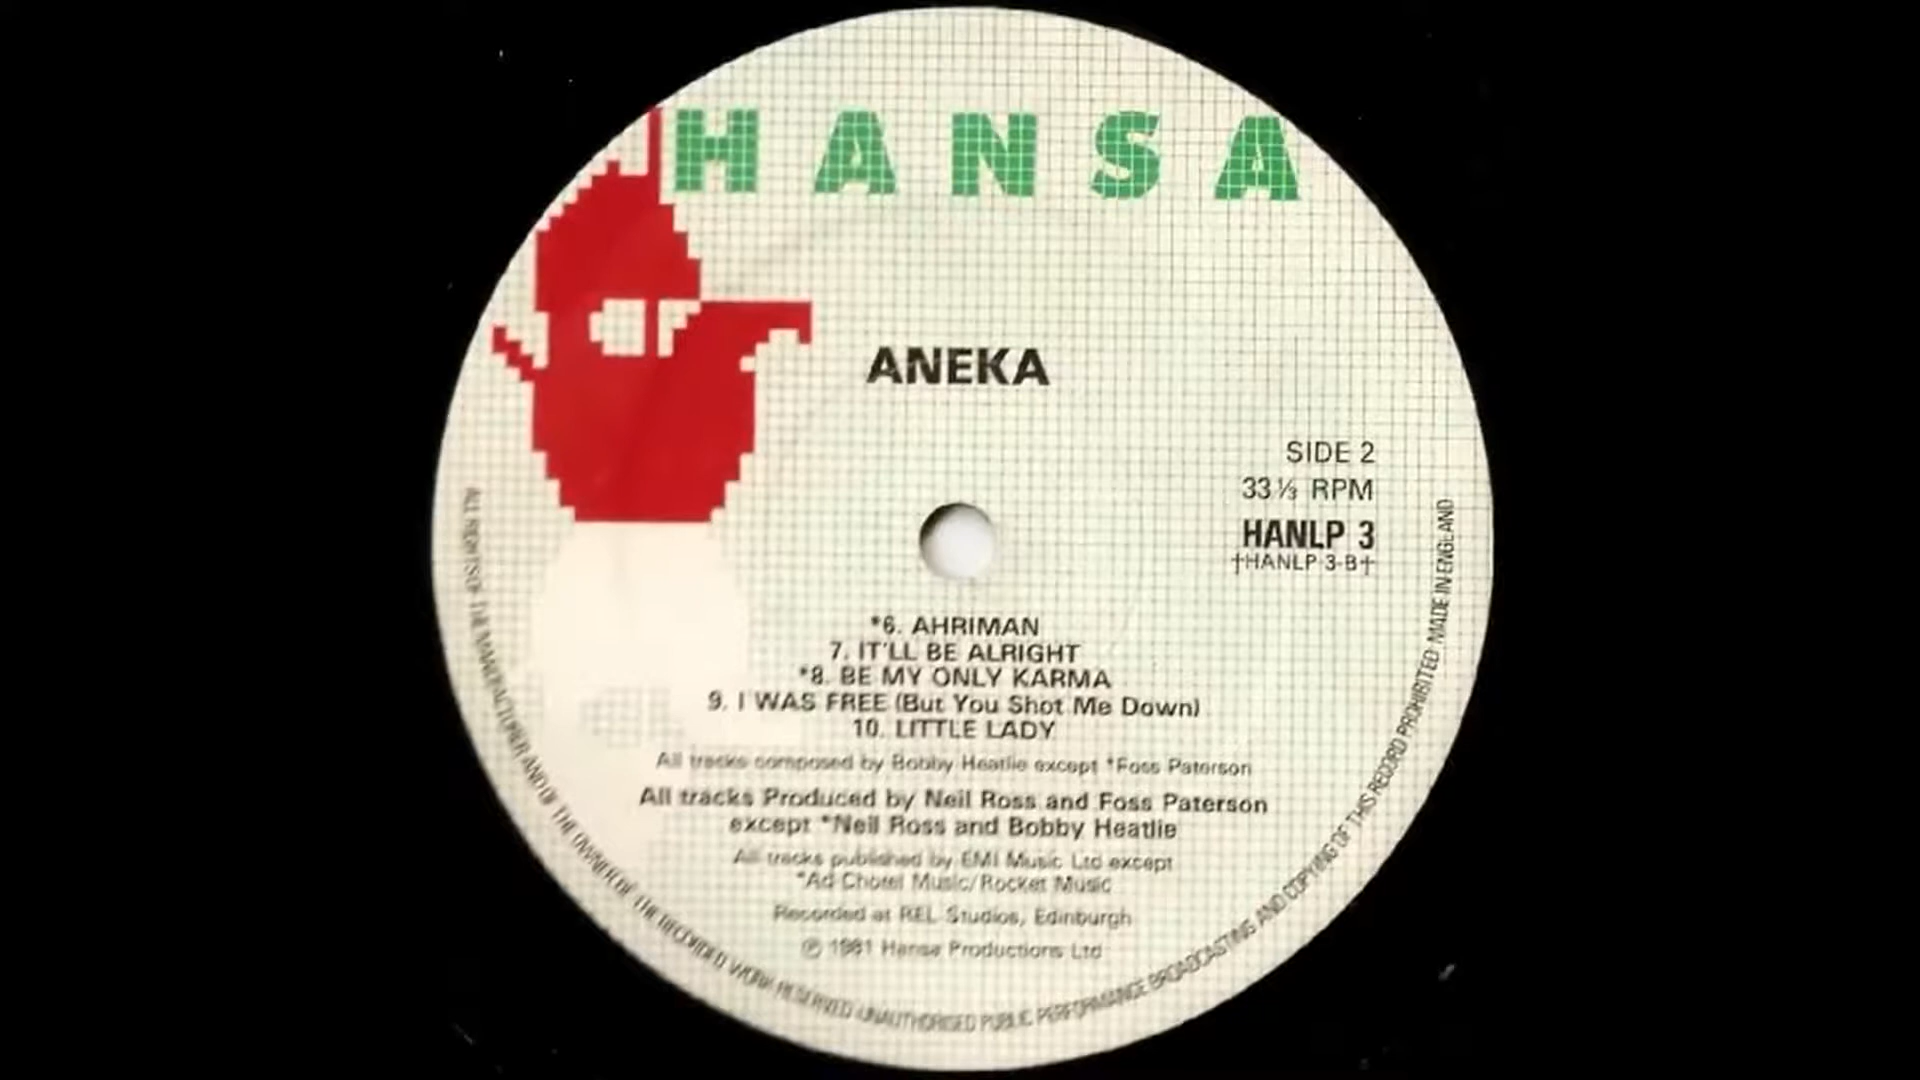 HANSA
ANEKA
SIDE 2
33⅓ RPM
HANLP 3
†HANLP 3-B†
*6. AHRIMAN
7. IT'LL BE ALRIGHT
*8. BE MY ONLY KARMA
9. I WAS FREE (But You Shot Me Down)
10. LITTLE LADY
All tracks composed by Bobby Heatlie except *Foss Paterson
All tracks Produced by Neil Ross and Foss Paterson
except *Neil Ross and Bobby Heatlie
All tracks published by EMI Music Ltd except
*Ad-Chorel Music/Rocket Music
Recorded at REL Studios, Edinburgh
℗ 1981 Hansa Productions Ltd
ALL RIGHTS OF THE MANUFACTURER AND OF THE OWNER OF THE RECORDED WORK RESERVED UNAUTHORISED PUBLIC PERFORMANCE BROADCASTING AND COPYING OF THIS RECORD PROHIBITED MADE IN ENGLAND